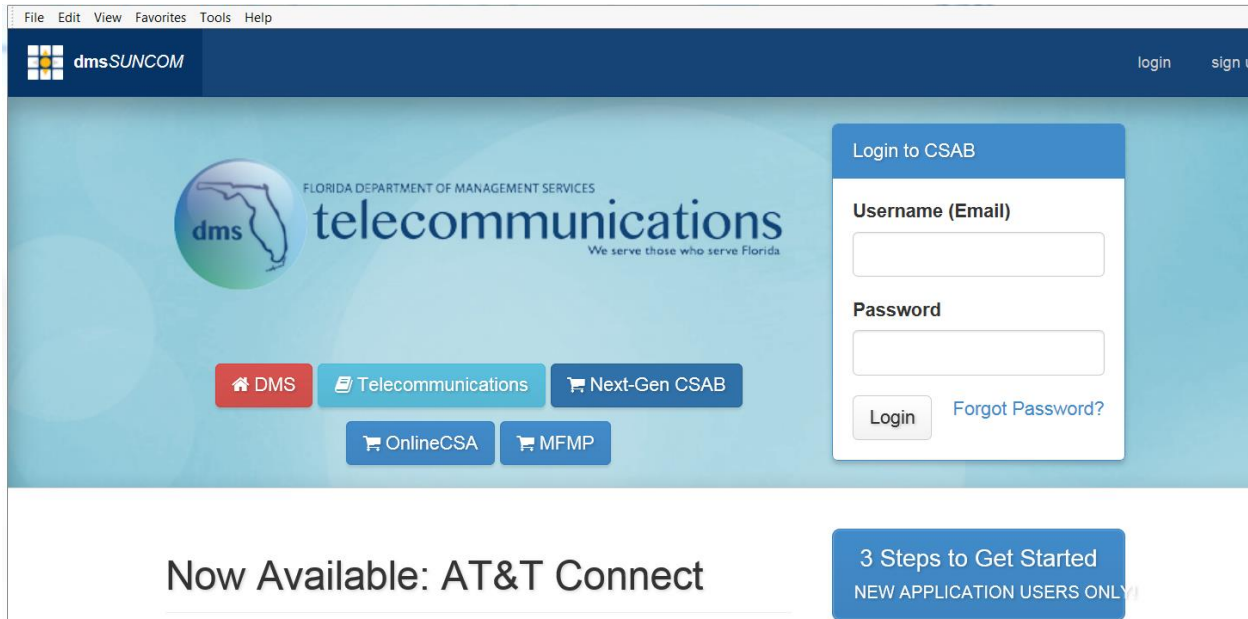 File Edit View Favorites Tools Help
dmsSUNCOM
login sign u
FLORIDA DEPARTMENT OF MANAGEMENT SERVICES
dms telecommunications
We serve those who serve Florida
DMS Telecommunications Next-Gen CSAB
OnlineCSA MFMP
Login to CSAB
Username (Email)
Password
Login Forgot Password?
Now Available: AT&T Connect
3 Steps to Get Started
NEW APPLICATION USERS ONLY!